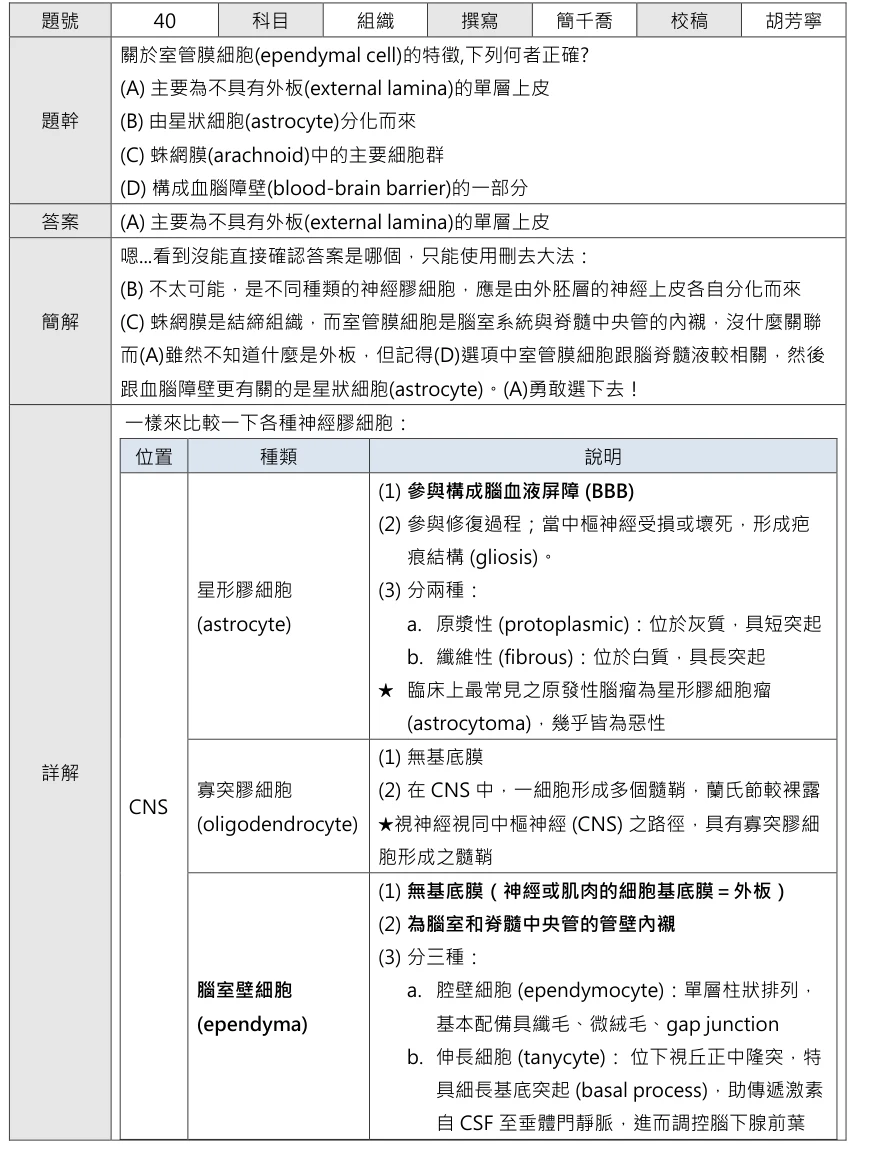 題號 40 科目 組織 撰寫 簡千喬 校稿 胡芳寧
題幹
關於室管膜細胞(ependymal cell)的特徵,下列何者正確?
(A) 主要為不具有外板(external lamina)的單層上皮
(B) 由星狀細胞(astrocyte)分化而來
(C) 蛛網膜(arachnoid)中的主要細胞群
(D) 構成血腦障壁(blood-brain barrier)的一部分
答案 (A) 主要為不具有外板(external lamina)的單層上皮
簡解
嗯…看到沒能直接確認答案是哪個，只能使用刪去大法：
(B) 不太可能，是不同種類的神經膠細胞，應是由外胚層的神經上皮各自分化而來
(C) 蛛網膜是結締組織，而室管膜細胞是腦室系統與脊髓中央管的內襯，沒什麼關聯
而(A)雖然不知道什麼是外板，但記得(D)選項中室管膜細胞跟腦脊髓液較相關，然後
跟血腦障壁更有關的是星狀細胞(astrocyte)。(A)勇敢選下去！
詳解
一樣來比較一下各種神經膠細胞：
位置 種類 說明
CNS
星形膠細胞
(astrocyte)
(1) 參與構成腦血液屏障 (BBB)
(2) 參與修復過程；當中樞神經受損或壞死，形成疤
痕結構 (gliosis)。
(3) 分兩種：
a. 原漿性 (protoplasmic)：位於灰質，具短突起
b. 纖維性 (fibrous)：位於白質，具長突起
★ 臨床上最常見之原發性腦瘤為星形膠細胞瘤
(astrocytoma)，幾乎皆為惡性
寡突膠細胞
(oligodendrocyte)
(1) 無基底膜
(2) 在 CNS 中，一細胞形成多個髓鞘，蘭氏節較裸露
★視神經視同中樞神經 (CNS) 之路徑，具有寡突膠細
胞形成之髓鞘
腦室壁細胞
(ependyma)
(1) 無基底膜（神經或肌肉的細胞基底膜＝外板）
(2) 為腦室和脊髓中央管的管壁內襯
(3) 分三種：
a. 腔壁細胞 (ependymocyte)：單層柱狀排列，
基本配備具纖毛、微絨毛、gap junction
b. 伸長細胞 (tanycyte)： 位下視丘正中隆突，特
具細長基底突起 (basal process)，助傳遞激素
自 CSF 至垂體門靜脈，進而調控腦下腺前葉